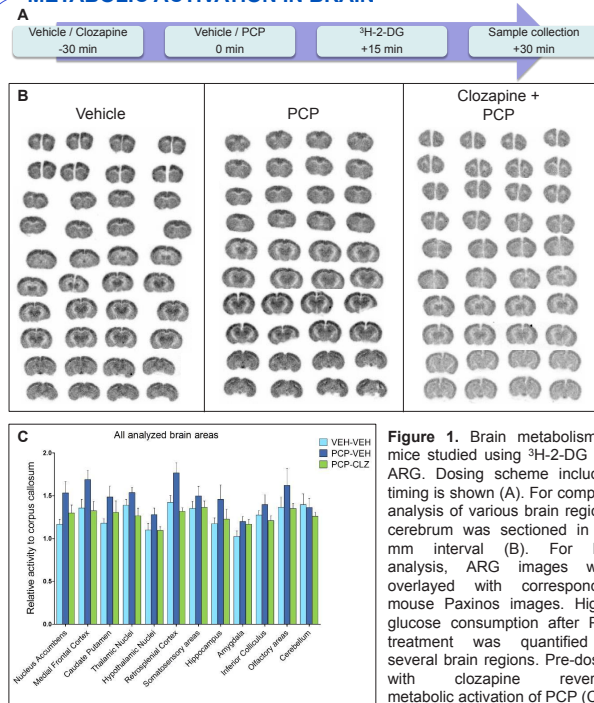 METABOLIC ACTIVATION IN BRAIN
A
Vehicle / Clozapine
-30 min
Vehicle / PCP
0 min
³H-2-DG
+15 min
Sample collection
+30 min
B
Vehicle
PCP
Clozapine +
PCP
C
All analyzed brain areas
VEH-VEH
PCP-VEH
PCP-CLZ
Relative activity to corpus callosum
2.0
1.5
1.0
0.5
0.0
Nucleus Accumbens
Medial Frontal Cortex
Caudate Putamen
Thalamic Nuclei
Hypothalamic Nuclei
Retrosplenial Cortex
Somatosensory areas
Hippocampus
Amygdala
Inferior Colliculus
Olfactory areas
Cerebellum
Figure 1. Brain metabolism
mice studied using ³H-2-DG
ARG. Dosing scheme includ
timing is shown (A). For comp
analysis of various brain region
cerebrum was sectioned in
mm interval (B). For
analysis, ARG images w
overlayed with correspond
mouse Paxinos images. Hig
glucose consumption after P
treatment was quantified
several brain regions. Pre-dos
with clozapine rever
metabolic activation of PCP (C